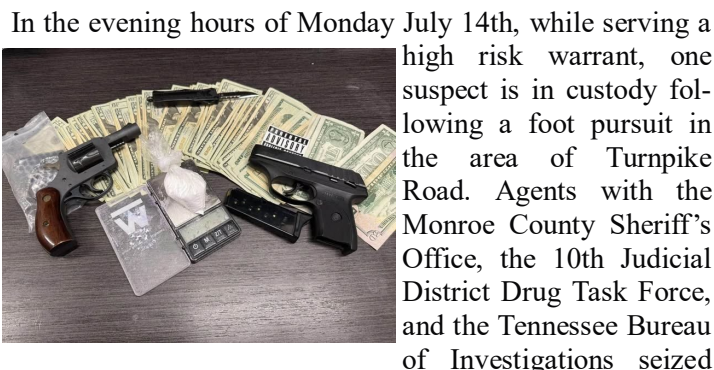 In the evening hours of Monday July 14th, while serving a
high risk warrant, one
suspect is in custody fol-
lowing a foot pursuit in
the area of Turnpike
Road. Agents with the
Monroe County Sheriff’s
Office, the 10th Judicial
District Drug Task Force,
and the Tennessee Bureau
of Investigations seized
PARENTAL
ADVISORY
M